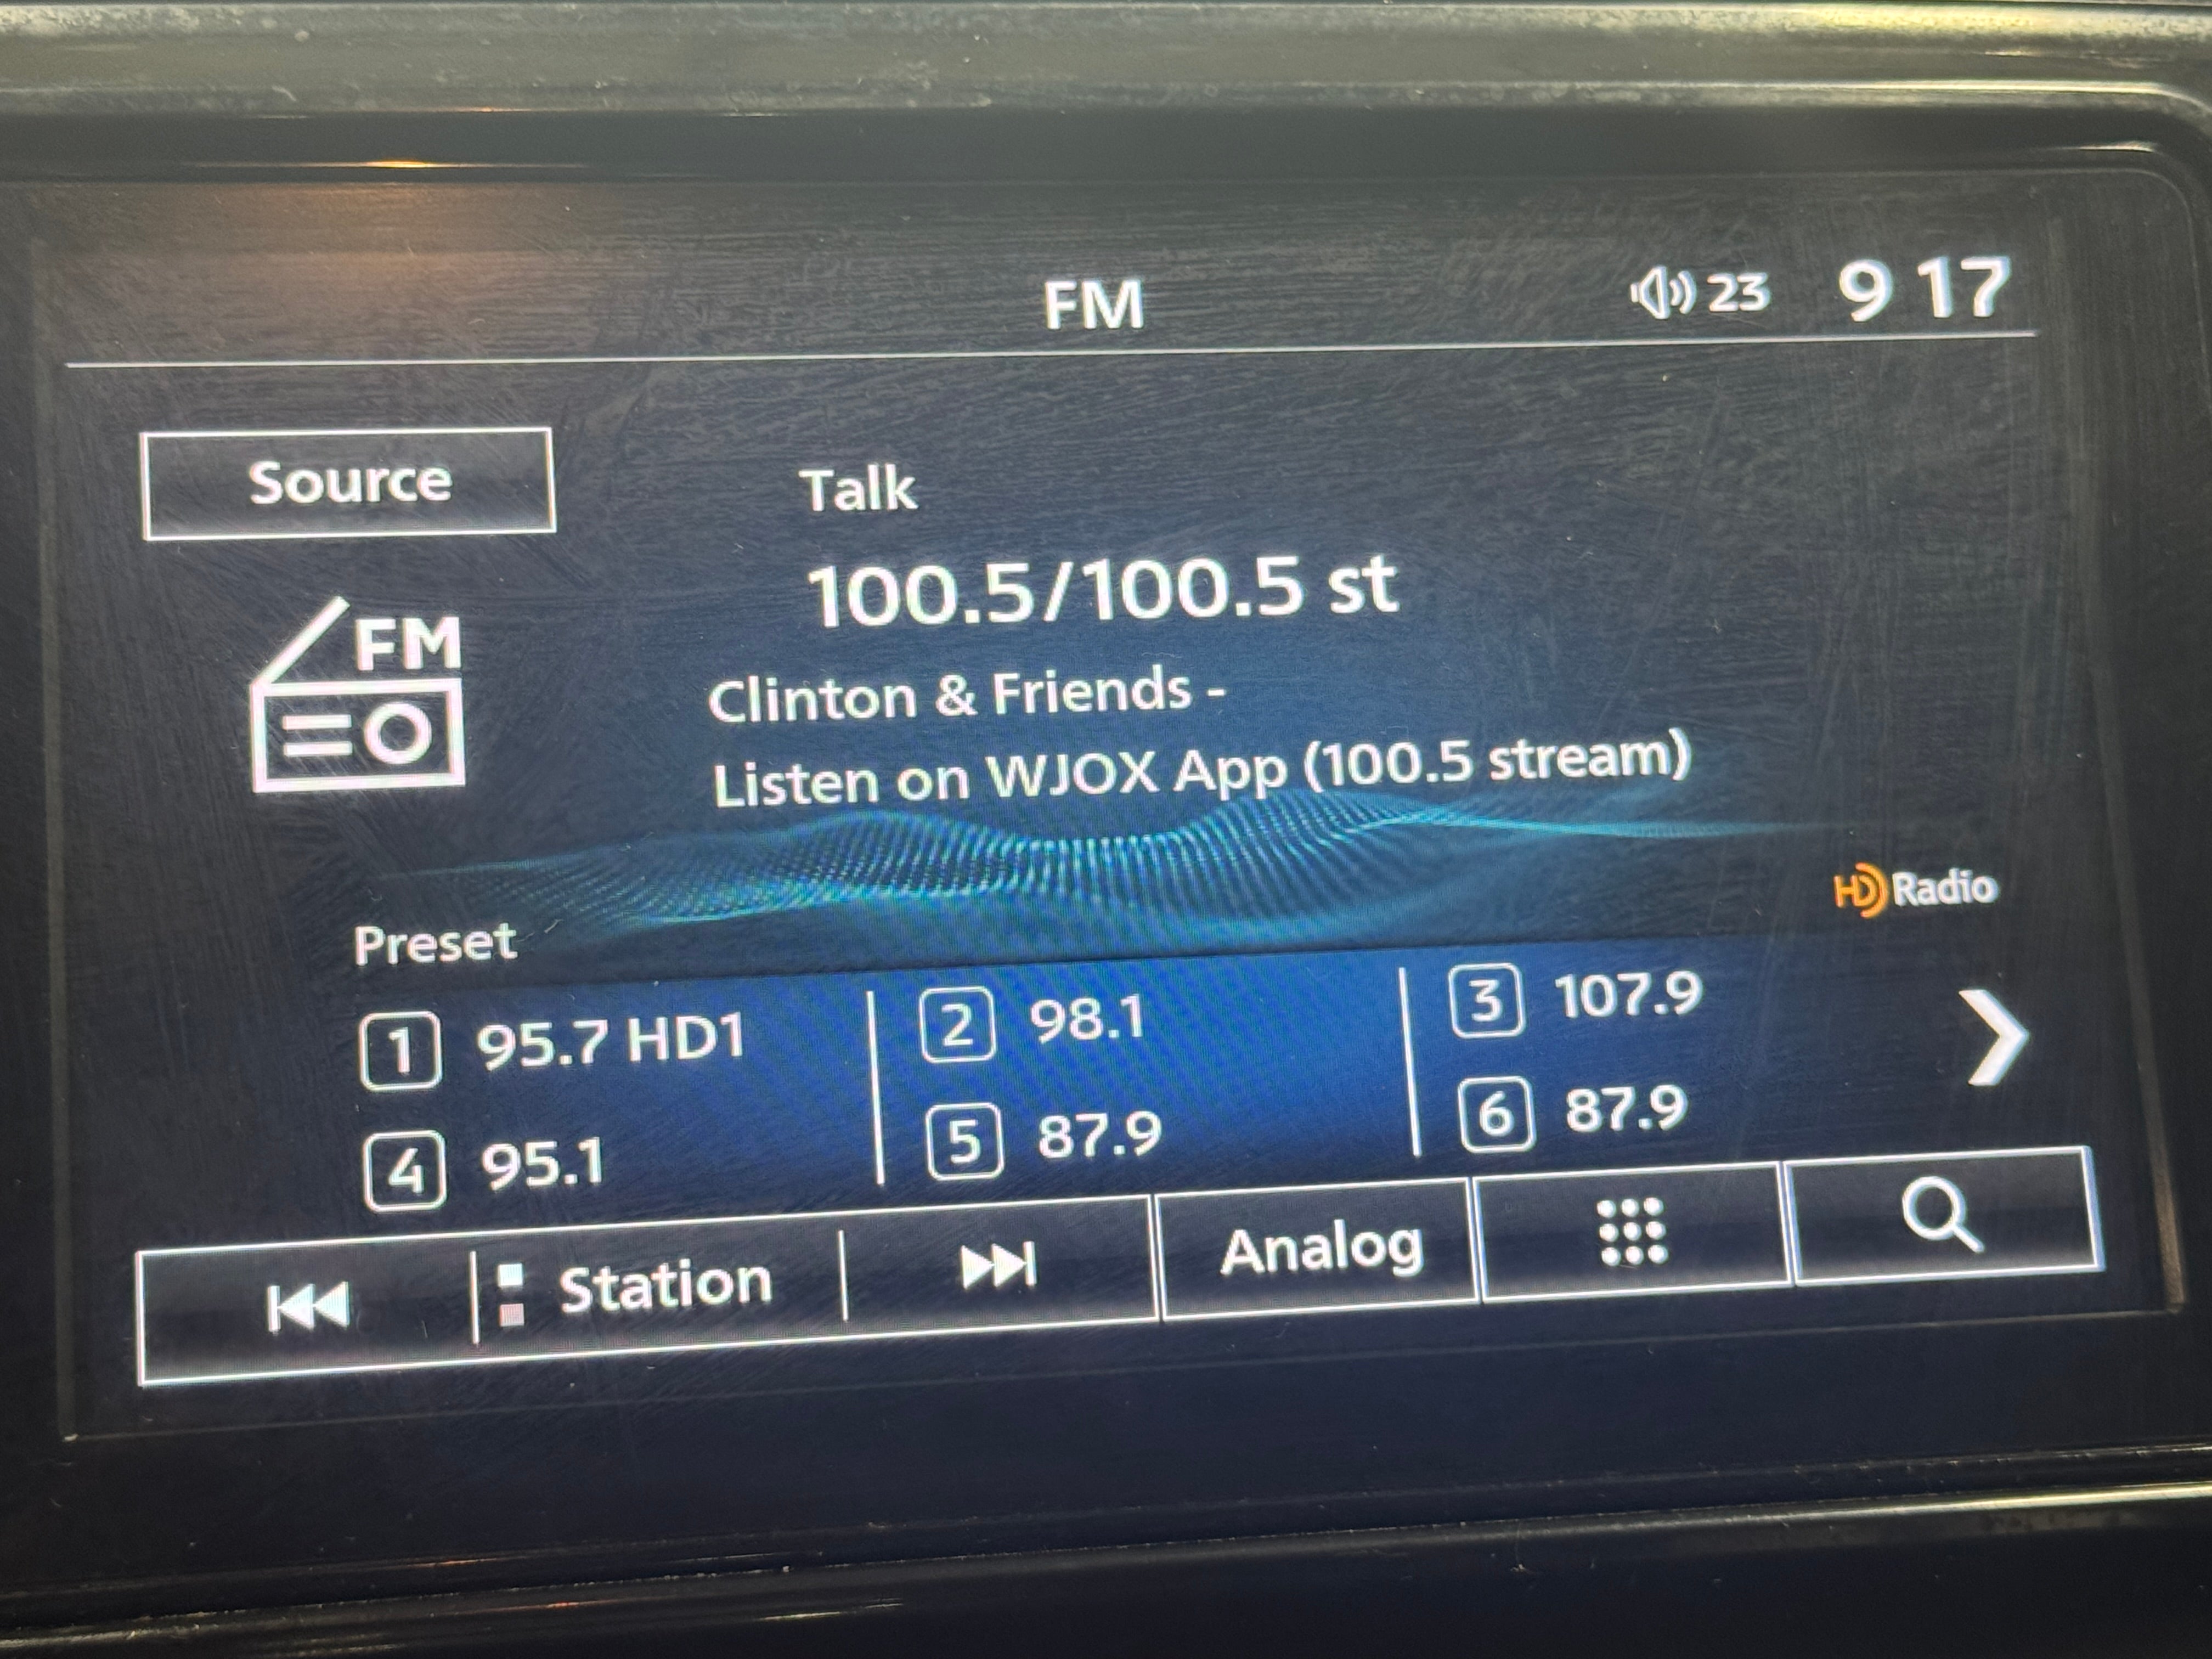 FM
23
9 17
Source
Talk
100.5/100.5 st
FM
Clinton & Friends -
Listen on WJOX App (100.5 stream)
HD Radio
Preset
1 95.7 HD1
2 98.1
3 107.9
4 95.1
5 87.9
6 87.9
Station
Analog